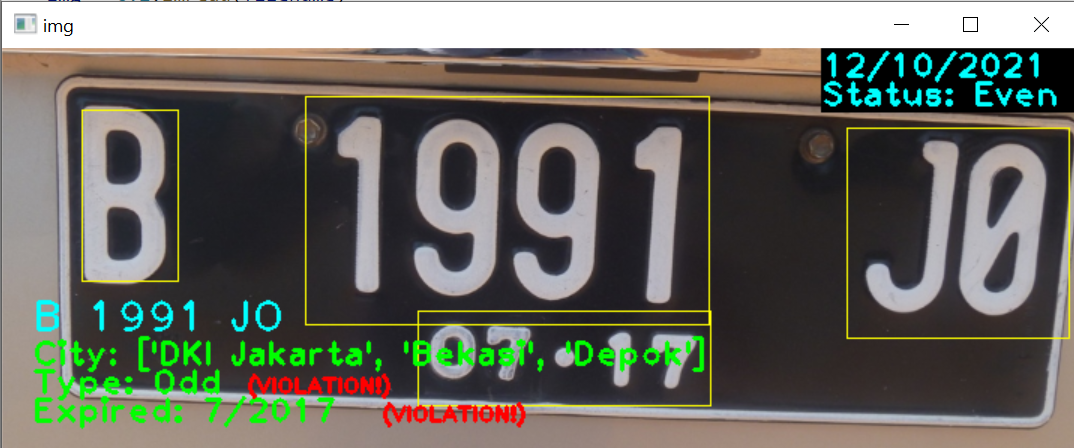 img
12/10/2021
Status: Even
B 1991 JØ
07·17
B 1991 JO
City: ['DKI Jakarta', 'Bekasi', 'Depok']
Type: Odd (VIOLATION!)
Expired: 7/2017 (VIOLATION!)